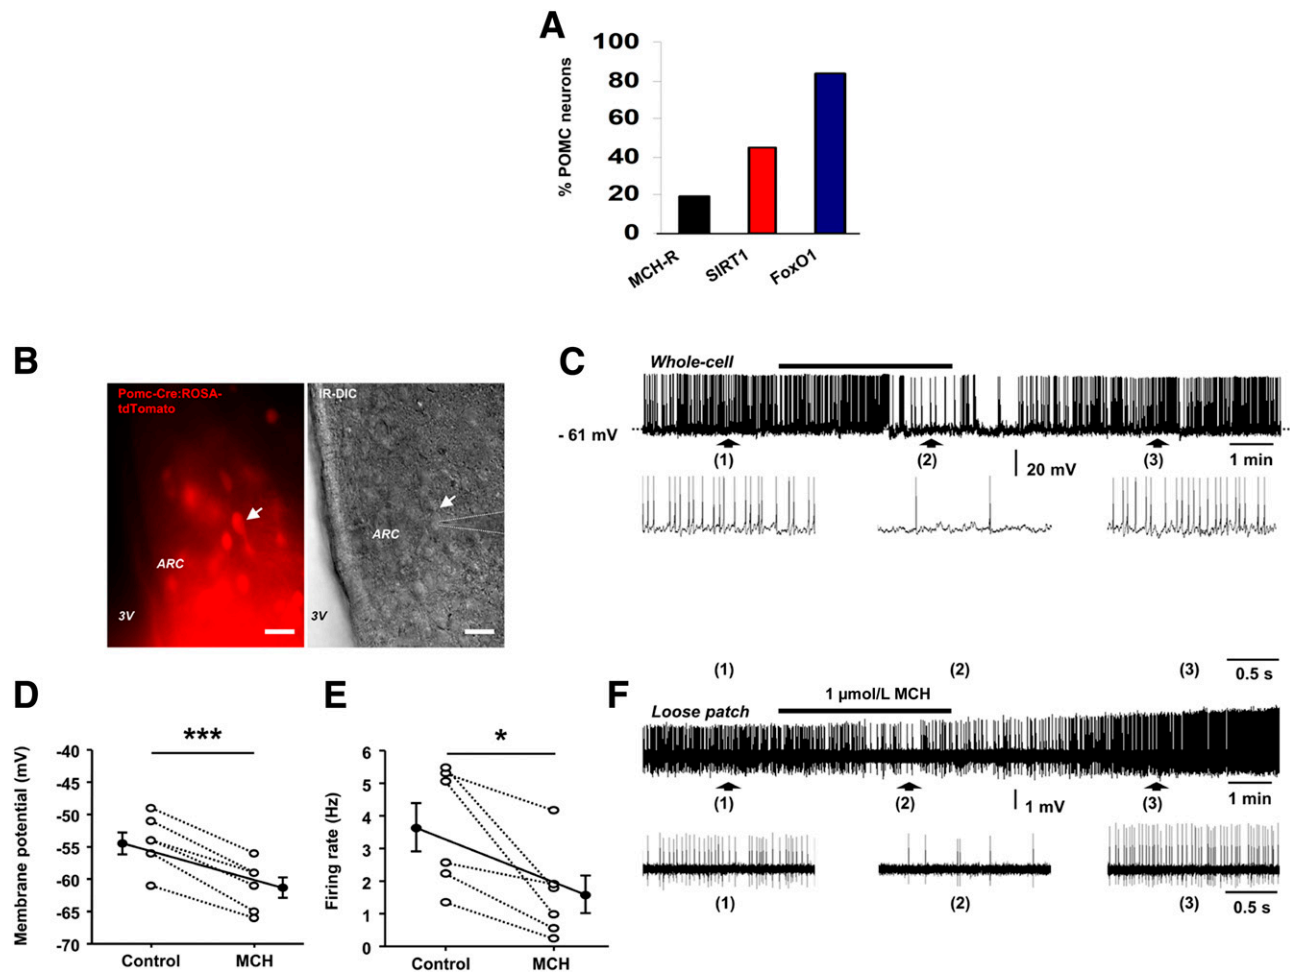 A
100
80
60
40
20
0
% POMC neurons
MCH-R
SIRT1
FoxO1
B
Pomc-Cre:ROSA-
tdTomato
ARC
3V
IR-DIC
ARC
3V
C
Whole-cell
- 61 mV
(1)
(2)
(3)
20 mV
1 min
(1)
(2)
(3)
0.5 s
D
***
-40
-45
-50
-55
-60
-65
-70
Membrane potential (mV)
Control
MCH
E
*
6
5
4
3
2
1
0
Firing rate (Hz)
Control
MCH
F
1 μmol/L MCH
Loose patch
(1)
(2)
(3)
1 mV
1 min
(1)
(2)
(3)
0.5 s